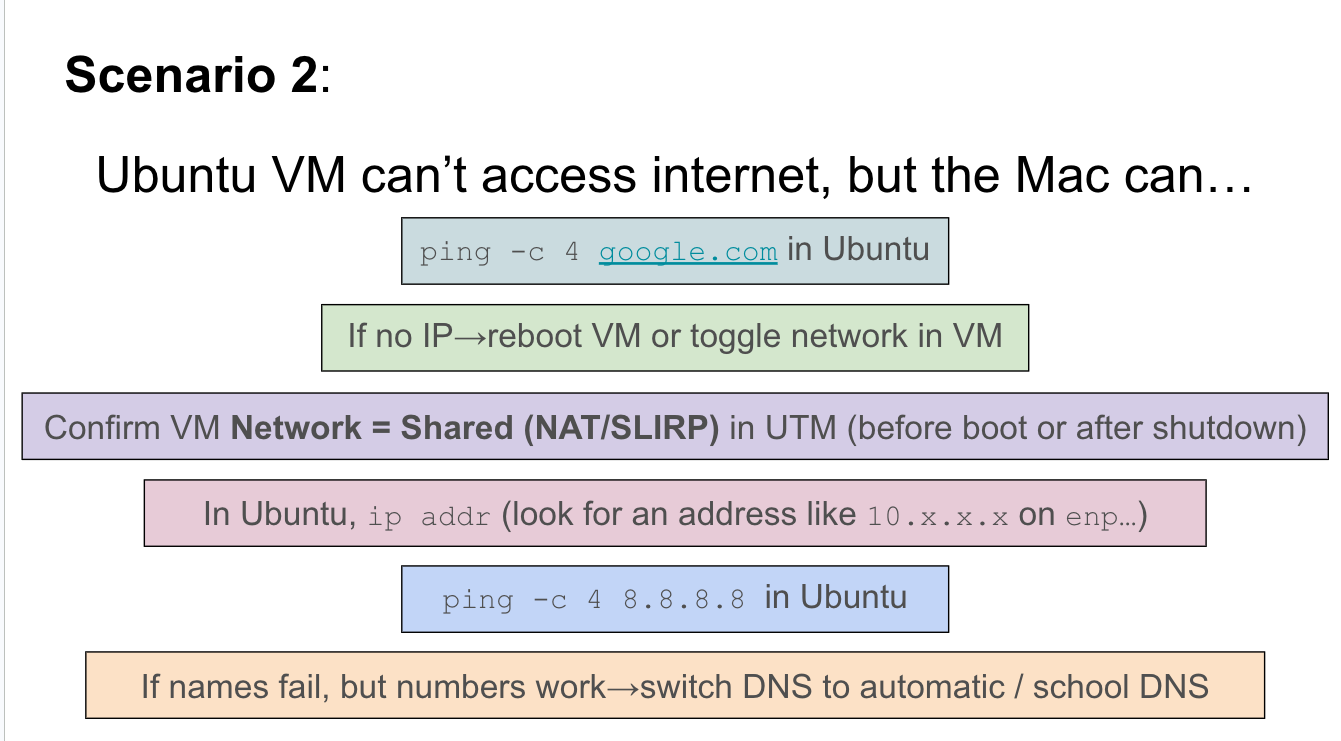 Scenario 2:
Ubuntu VM can’t access internet, but the Mac can…
ping -c 4 google.com in Ubuntu
If no IP→reboot VM or toggle network in VM
Confirm VM Network = Shared (NAT/SLIRP) in UTM (before boot or after shutdown)
In Ubuntu, ip addr (look for an address like 10.x.x.x on enp…)
ping -c 4 8.8.8.8 in Ubuntu
If names fail, but numbers work→switch DNS to automatic / school DNS